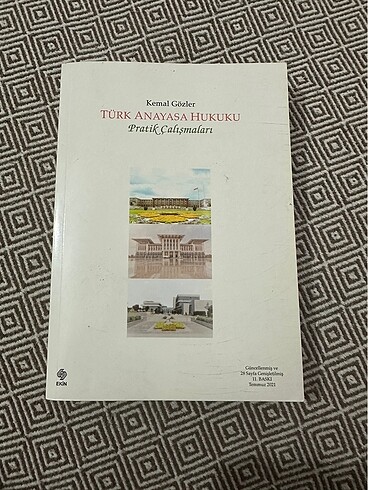 Kemal Gözler
TÜRK ANAYASA HUKUKU
Pratik Çalışmaları
EKİN
Güncellenmiş ve
28 Sayfa Genişletilmiş
11. BASKI
Temmuz 2021